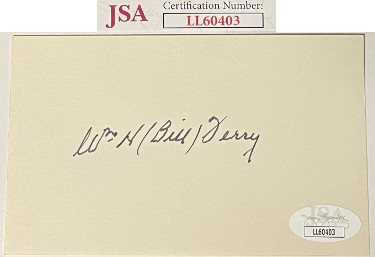 JSA Certification Number:
LL60403
Wm H (Bill) Terry
JSA
LL60403